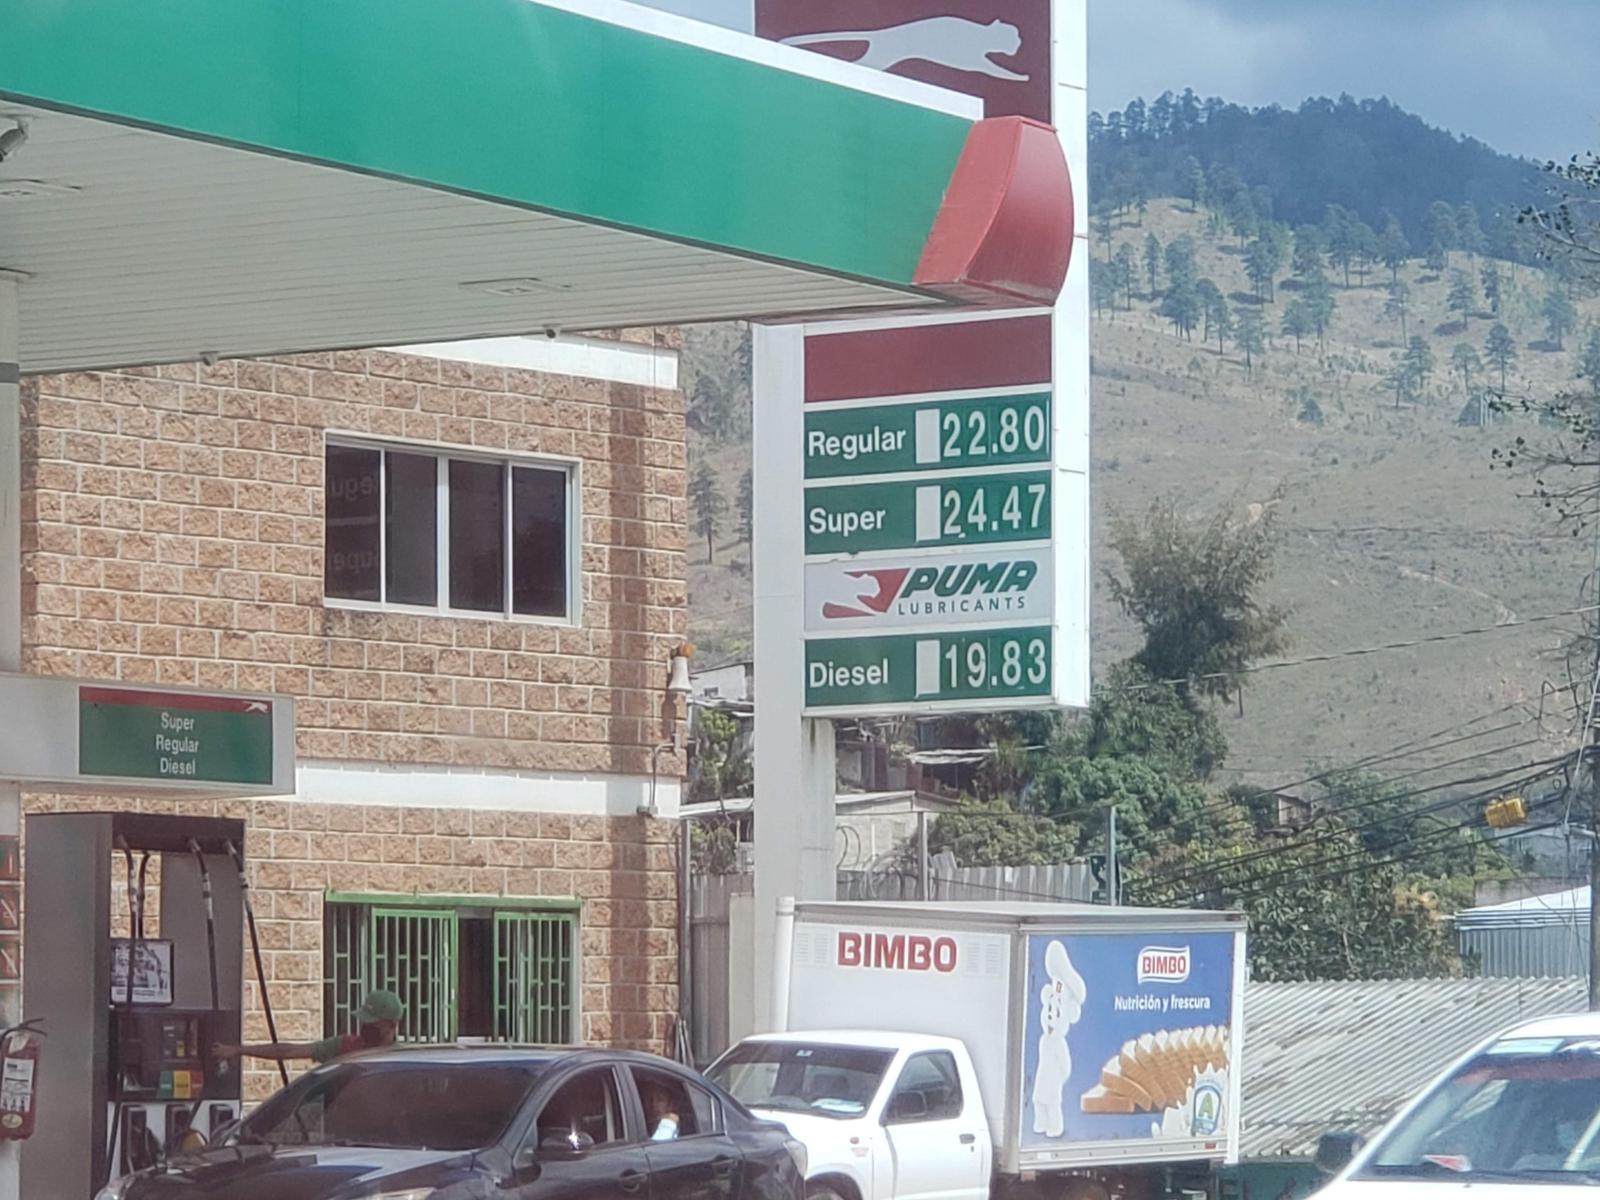 Regular 22.80
Super 24.47
PUMA
LUBRICANTS
Diesel 19.83
Super
Regular
Diesel
BIMBO
BIMBO
Nutrición y frescura